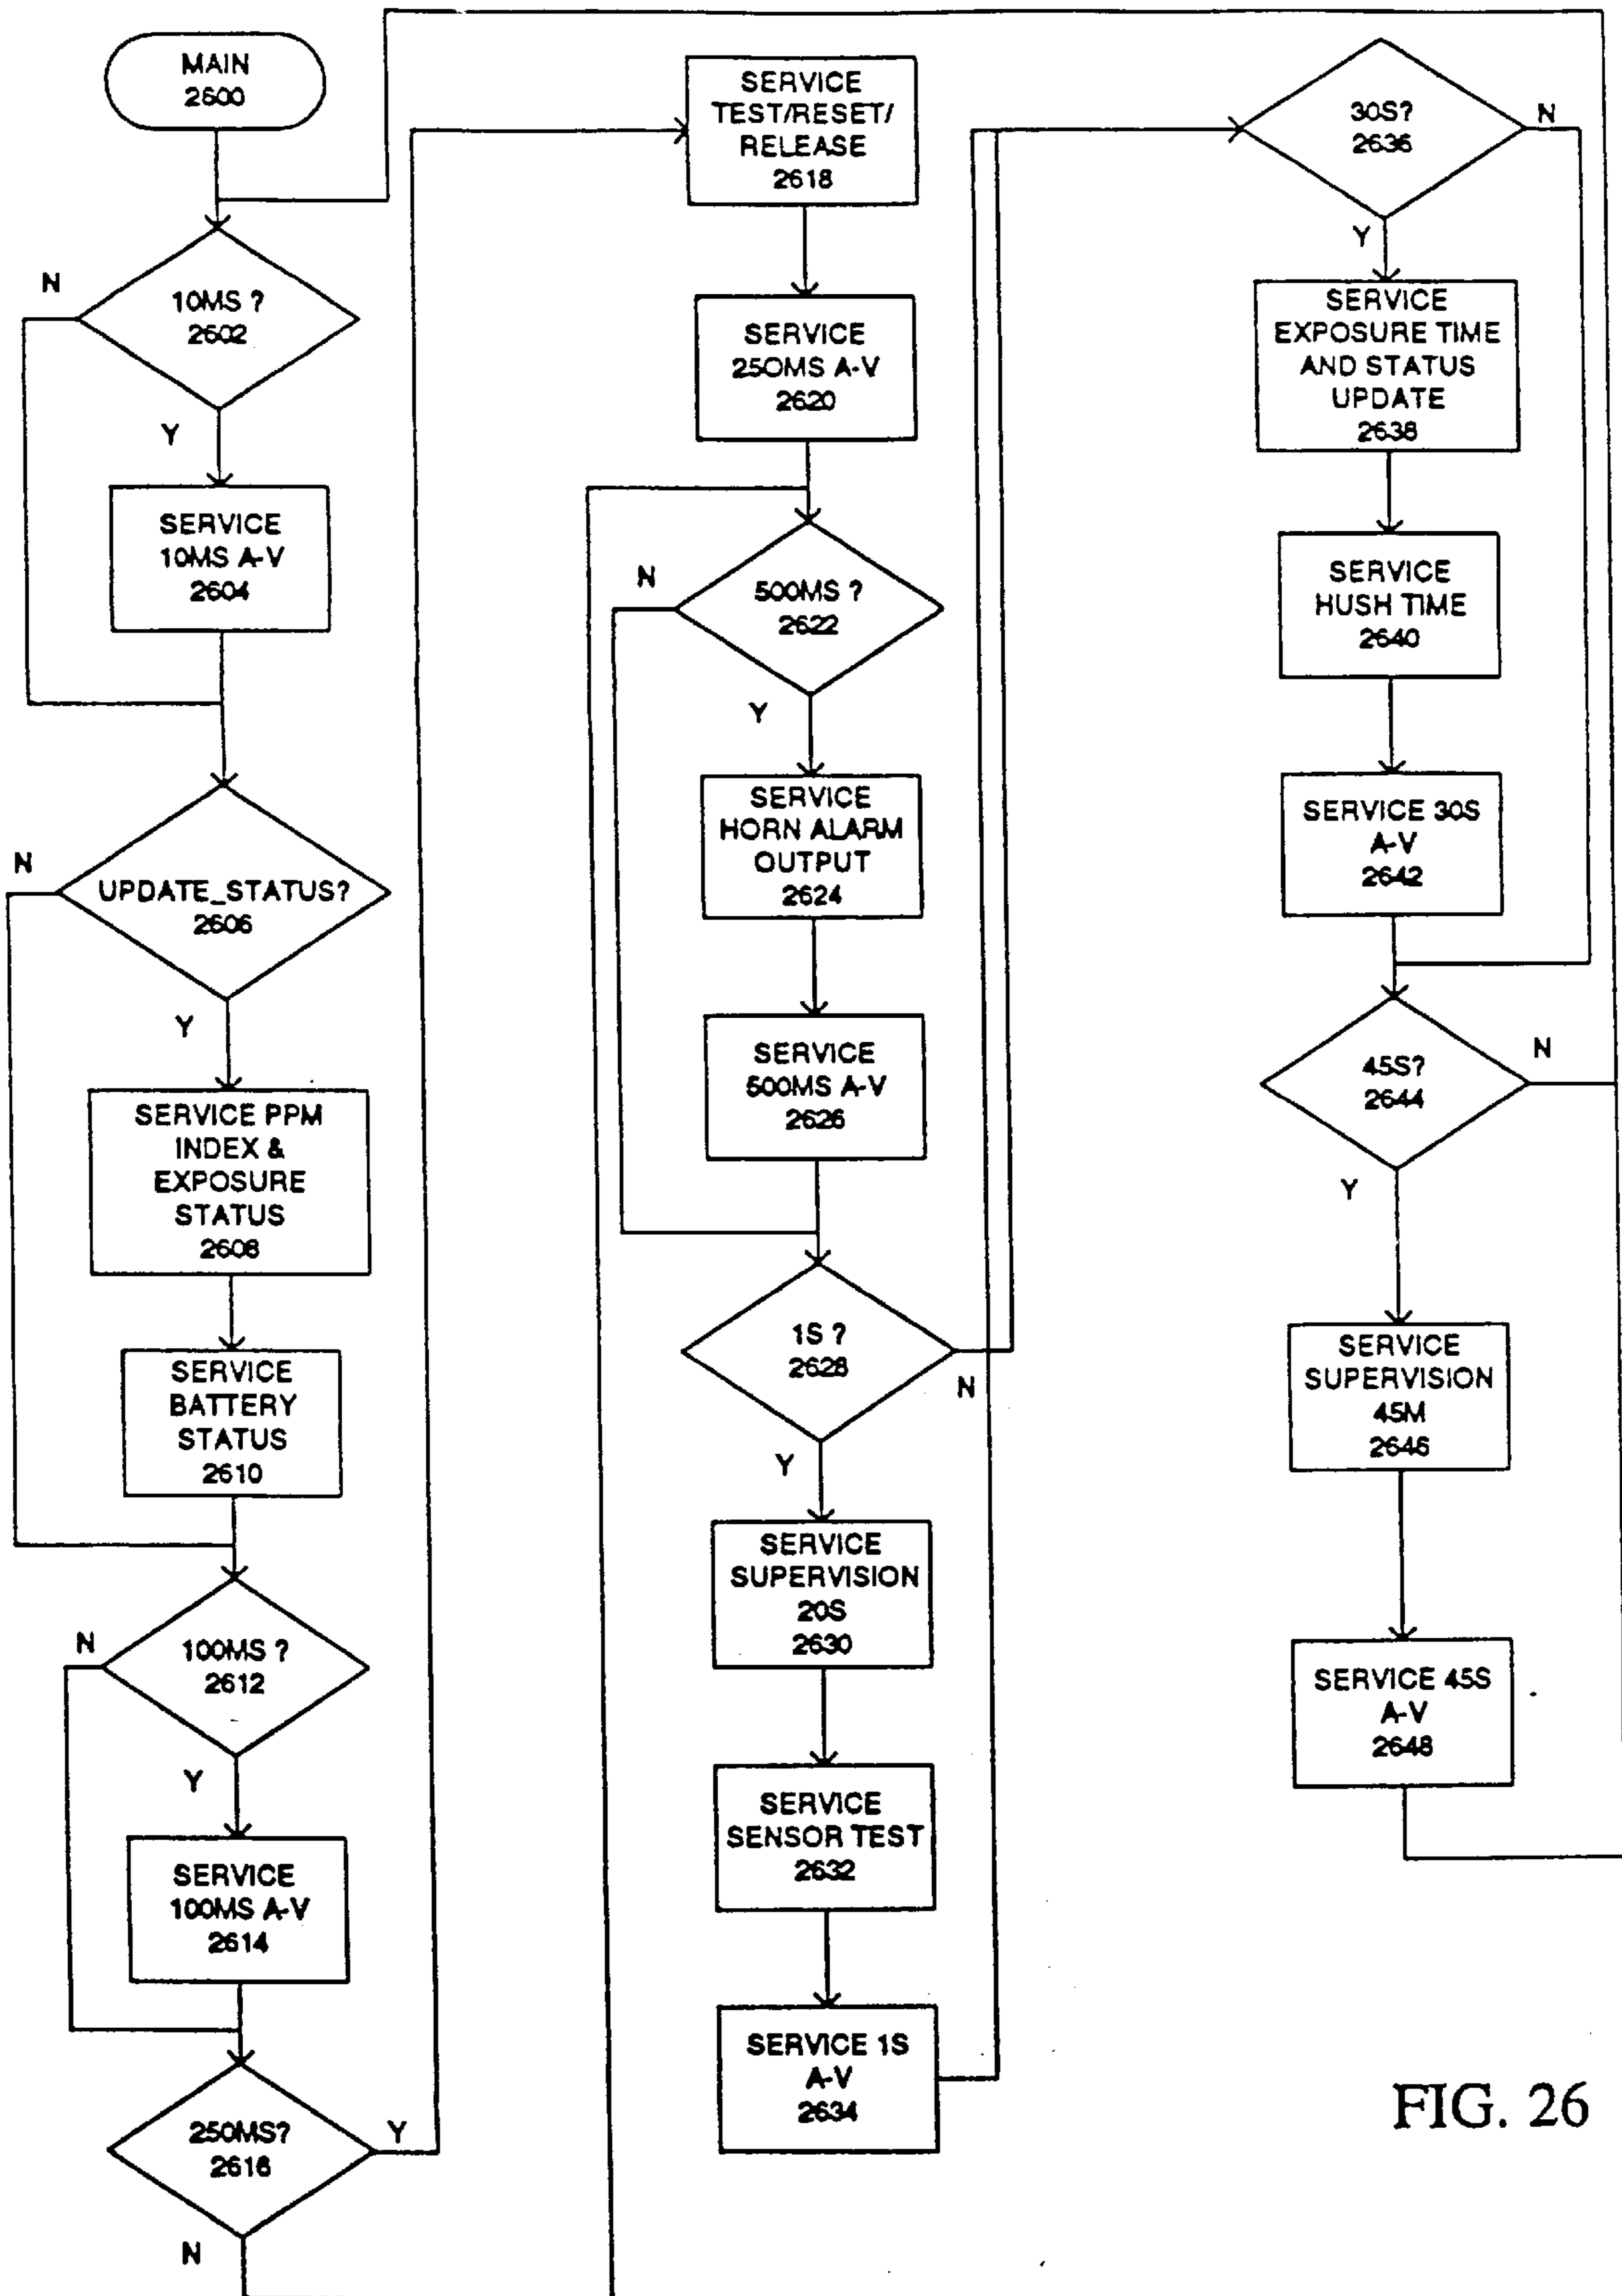 MAIN
2600
10MS ?
2602
N
Y
SERVICE
10MS A-V
2604
UPDATE_STATUS?
2606
N
Y
SERVICE PPM
INDEX &
EXPOSURE
STATUS
2608
SERVICE
BATTERY
STATUS
2610
100MS ?
2612
N
Y
SERVICE
100MS A-V
2614
250MS?
2616
Y
N
SERVICE
TEST/RESET/
RELEASE
2618
SERVICE
250MS A-V
2620
500MS ?
2622
N
Y
SERVICE
HORN ALARM
OUTPUT
2624
SERVICE
500MS A-V
2626
1S ?
2628
N
Y
SERVICE
SUPERVISION
20S
2630
SERVICE
SENSOR TEST
2632
SERVICE 1S
A-V
2634
30S?
2636
N
Y
SERVICE
EXPOSURE TIME
AND STATUS
UPDATE
2638
SERVICE
HUSH TIME
2640
SERVICE 30S
A-V
2642
45S?
2644
N
Y
SERVICE
SUPERVISION
45M
2646
SERVICE 45S
A-V
2648
FIG. 26